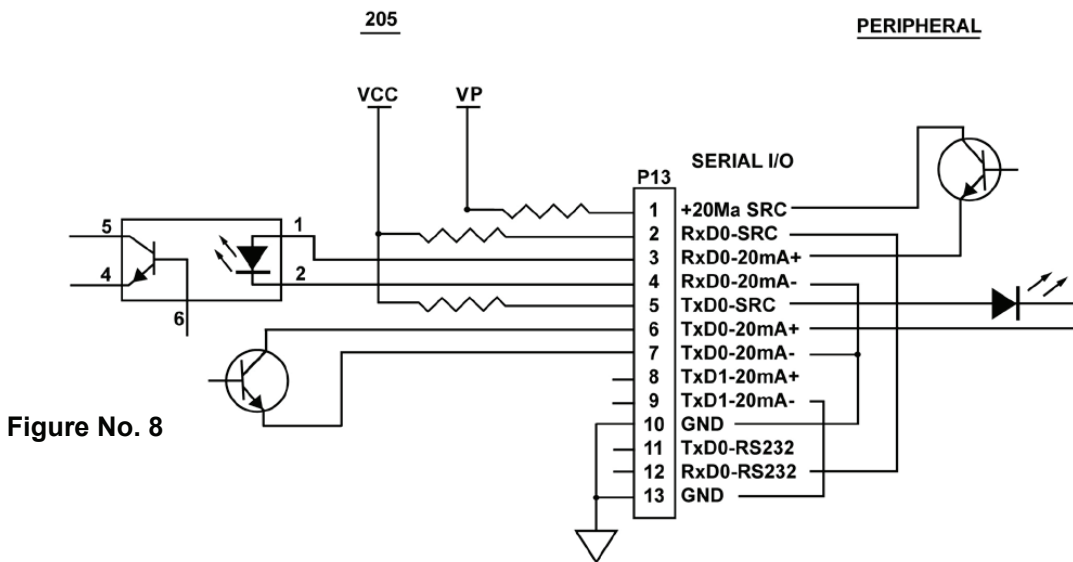 205
PERIPHERAL
VCC
VP
SERIAL I/O
P13
1 +20Ma SRC
2 RxD0-SRC
3 RxD0-20mA+
4 RxD0-20mA-
5 TxD0-SRC
6 TxD0-20mA+
7 TxD0-20mA-
8 TxD1-20mA+
9 TxD1-20mA-
10 GND
11 TxD0-RS232
12 RxD0-RS232
13 GND
5
4
6
1
2
Figure No. 8